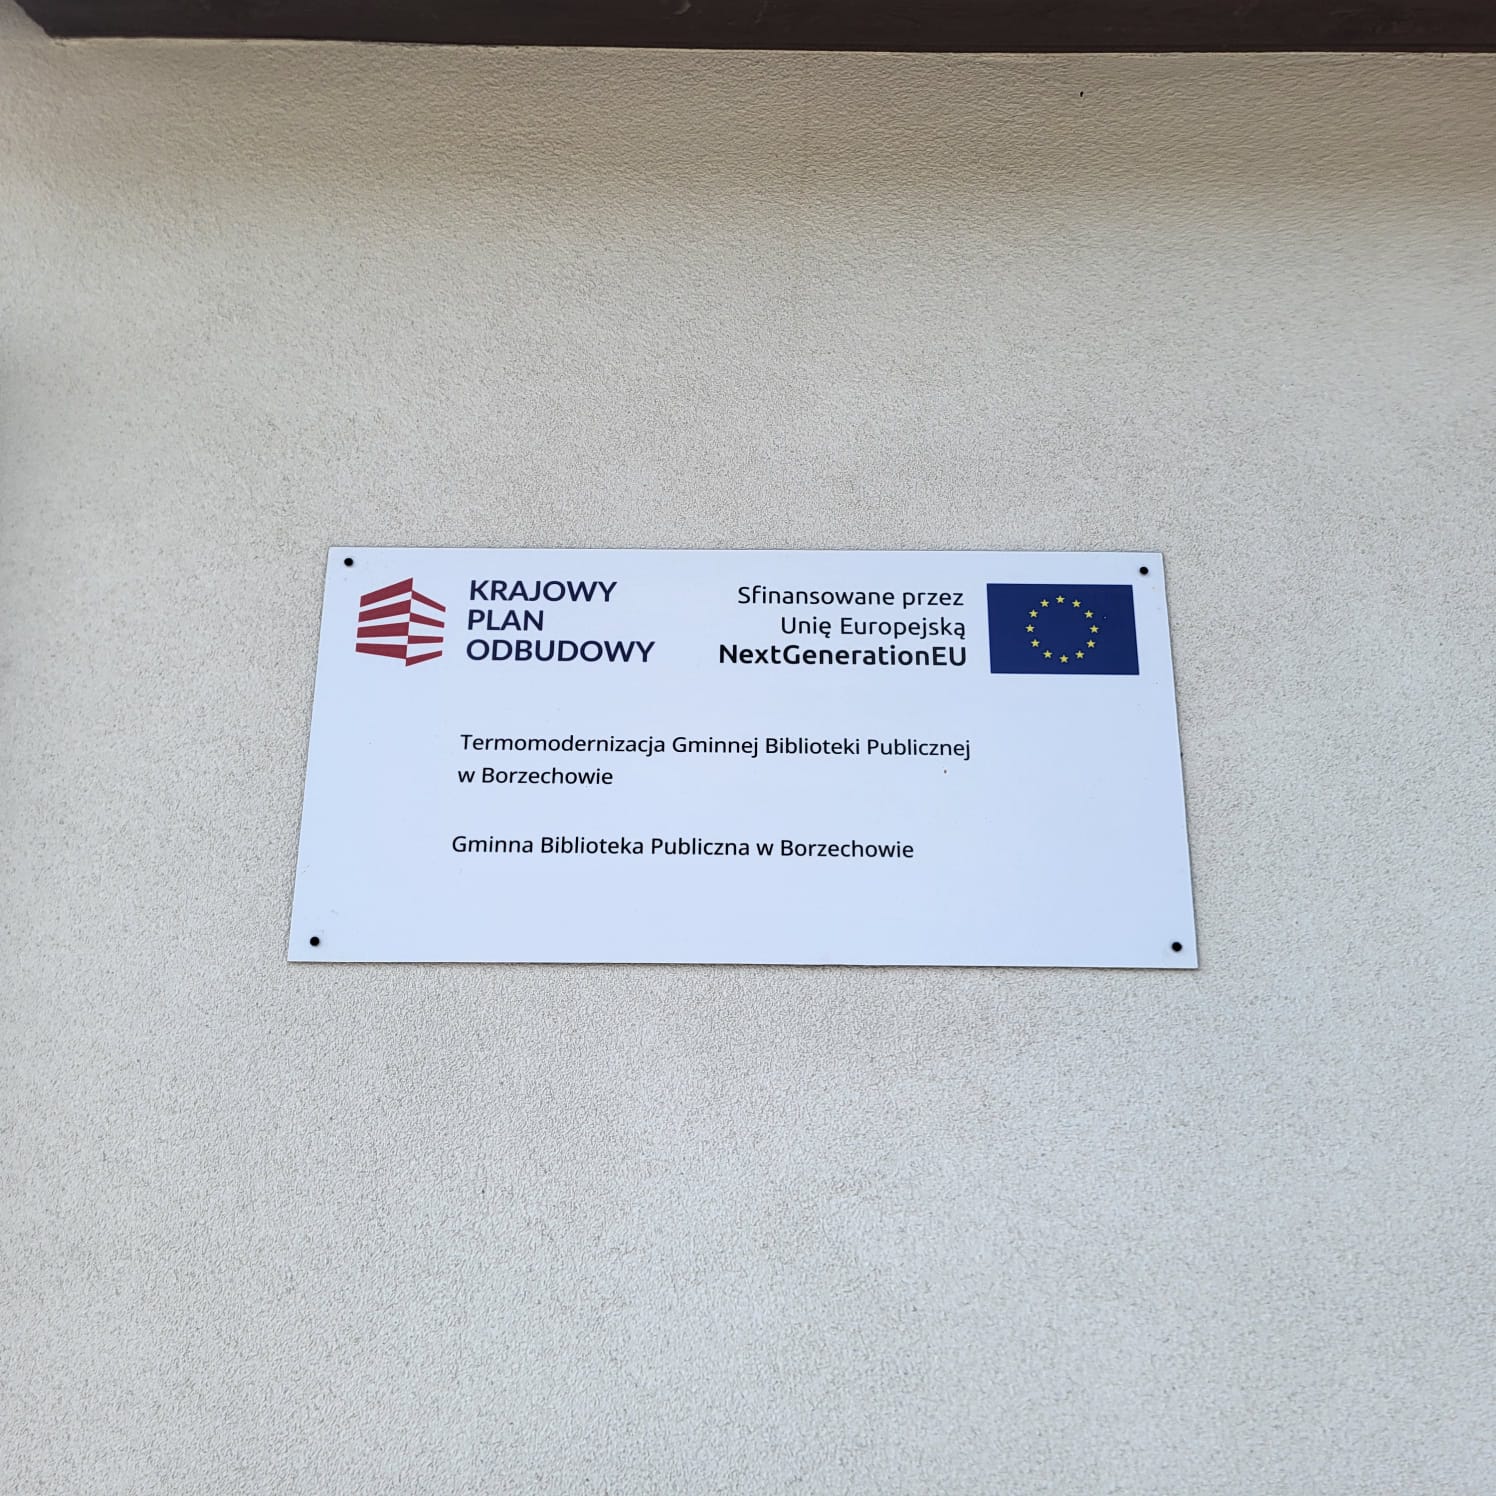 KRAJOWY
PLAN
ODBUDOWY
Sfinansowane przez
Unię Europejską
NextGenerationEU
Termomodernizacja Gminnej Biblioteki Publicznej
w Borzechowie
Gminna Biblioteka Publiczna w Borzechowie